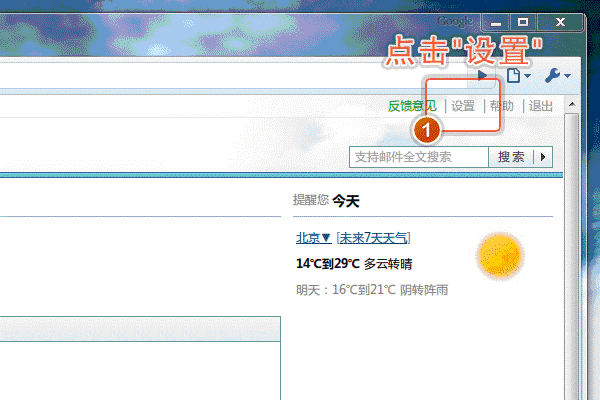 Google
点击"设置"
反馈意见 | 设置 | 帮助 | 退出
1
支持邮件全文搜索 搜索
提醒您 今天
北京▼ [未来7天天气]
14℃到29℃ 多云转晴
明天：16℃到21℃ 阴转阵雨